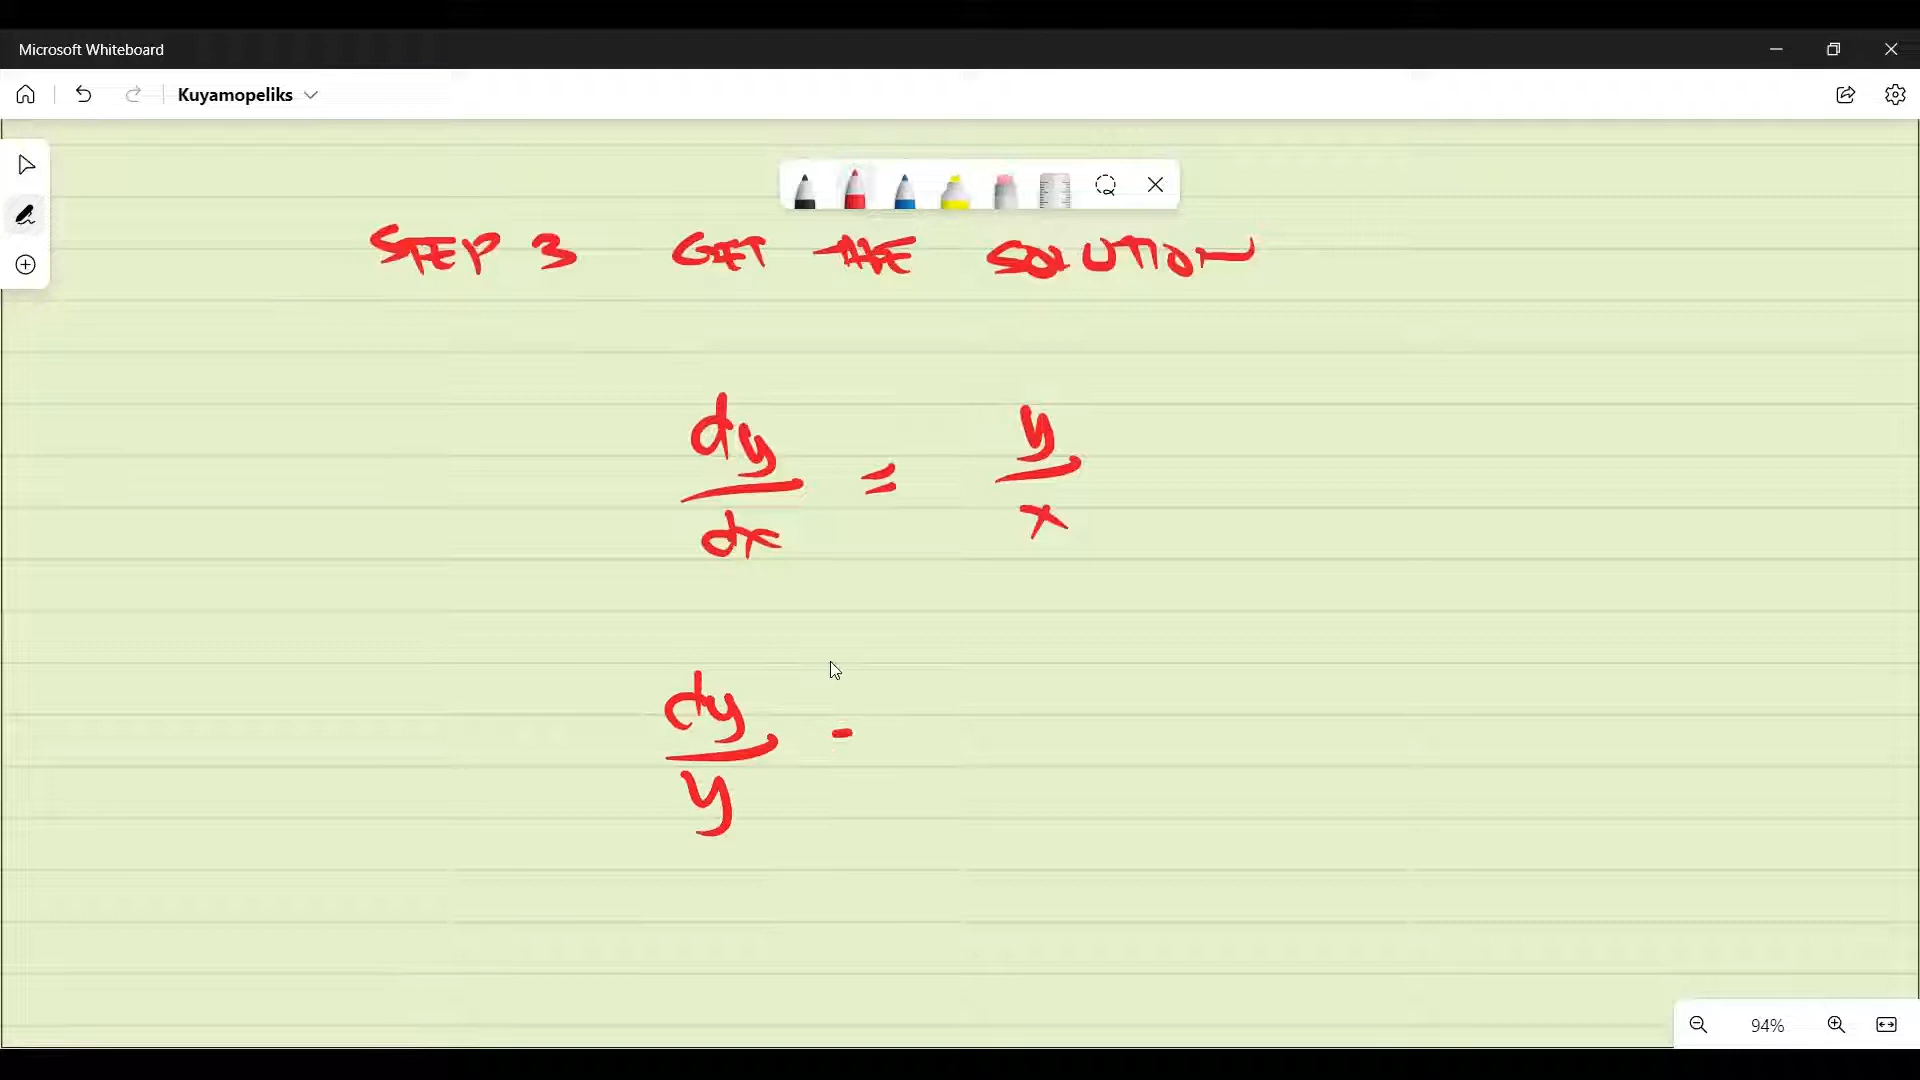 Microsoft Whiteboard
Kuyamopeliks
STEP 3 GET THE SOLUTION
dy/dx = y/x
dy/y -
94%